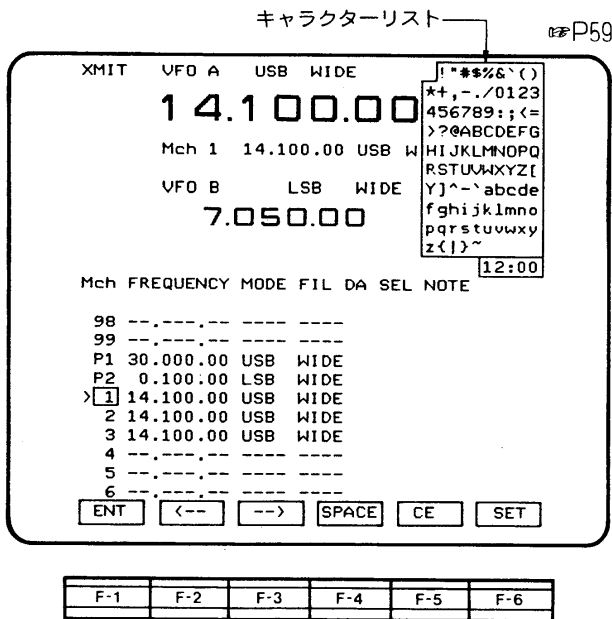 キャラクターリスト
☞P59
XMIT VFO A USB WIDE
14.100.00
Mch 1 14.100.00 USB W
VFO B LSB WIDE
7.050.00
!"#$%&`()
*+,-./0123
456789:;<=
>?@ABCDEFG
HIJKLMNOPQ
RSTUVWXYZ[
Y]^-`abcde
fghijklmno
pqrstuvwxy
z{|}~
12:00
Mch FREQUENCY MODE FIL DA SEL NOTE
98 --.---.-- ---- ----
99 --.---.-- ---- ----
P1 30.000.00 USB WIDE
P2 0.100.00 LSB WIDE
>1 14.100.00 USB WIDE
2 14.100.00 USB WIDE
3 14.100.00 USB WIDE
4 --.---.-- ---- ----
5 --.---.-- ---- ----
6 --.---.-- ---- ----
ENT <-- --> SPACE CE SET
F-1 F-2 F-3 F-4 F-5 F-6